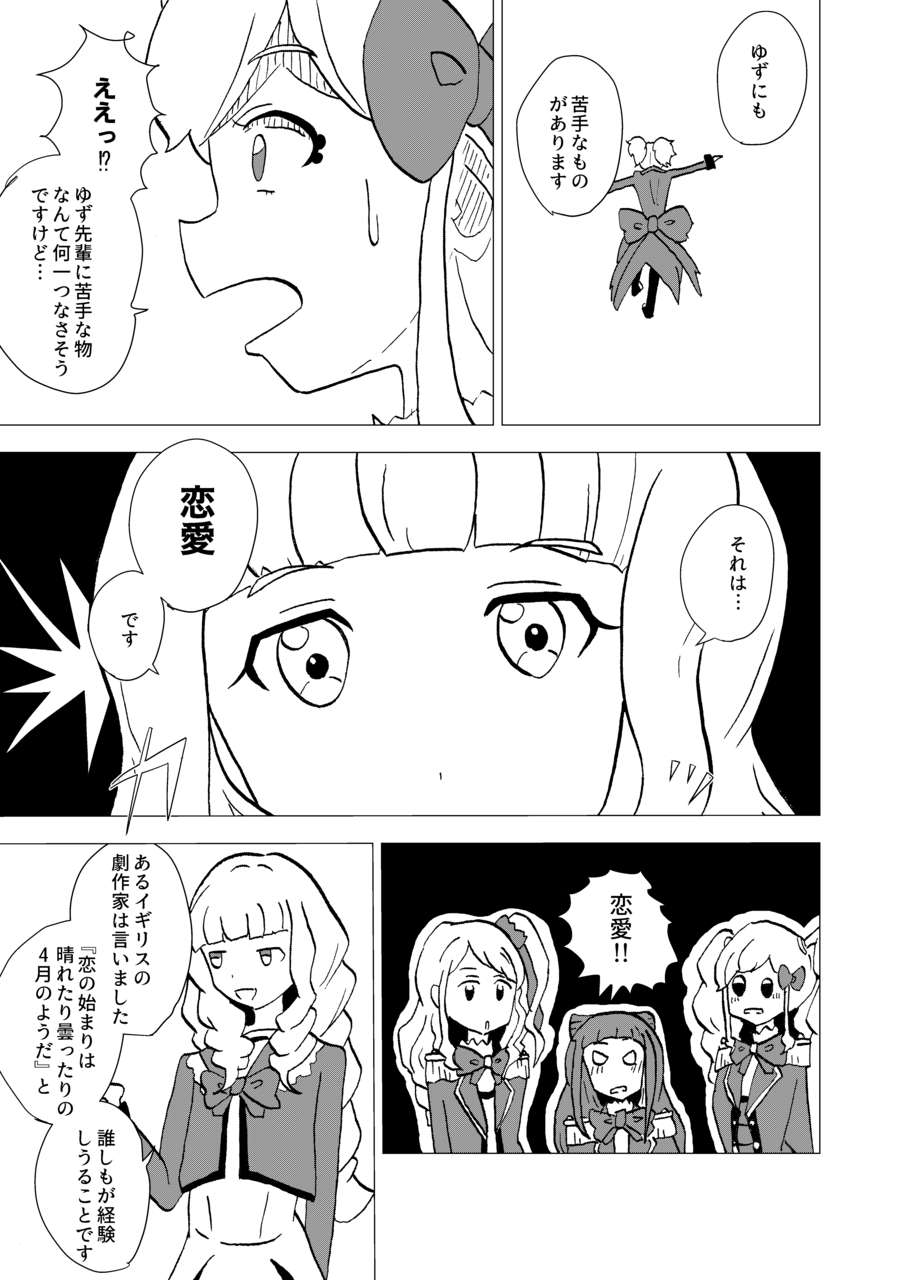 ゆずにも
苦手なもの
があります
ええっ⁉
ゆず先輩に苦手な物
なんて何一つなさそう
ですけど…
それは…
恋愛
です
カッ
恋愛!!
あるイギリスの
劇作家は言いました
『恋の始まりは
晴れたり曇ったりの
4月のようだ』と
誰しもが経験
しうることです